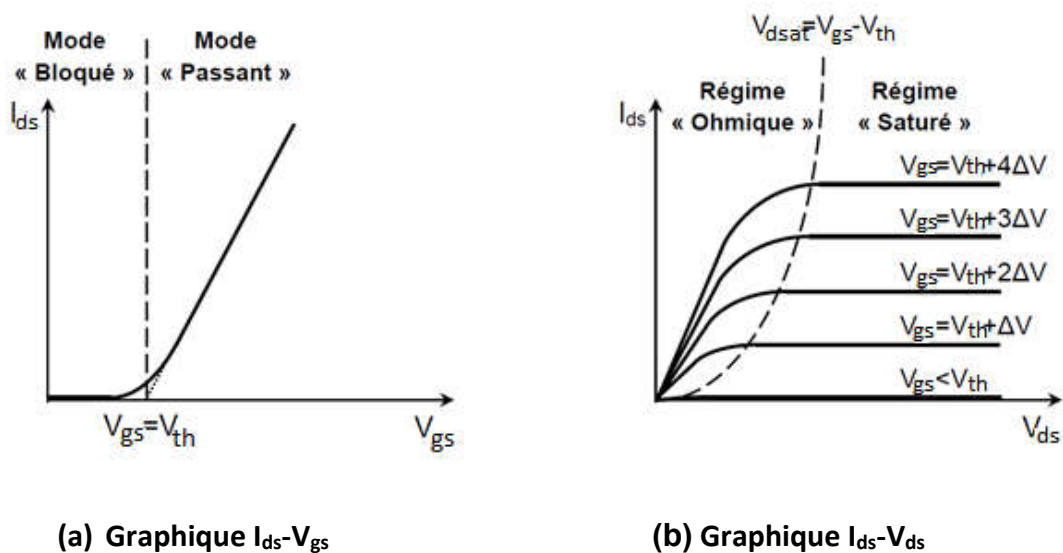 Mode
« Bloqué »
Mode
« Passant »
Ids
Vgs=Vth
Vgs
(a) Graphique Ids-Vgs
Vdsat=Vgs-Vth
Régime
« Ohmique »
Régime
« Saturé »
Ids
Vgs=Vth+4ΔV
Vgs=Vth+3ΔV
Vgs=Vth+2ΔV
Vgs=Vth+ΔV
Vgs<Vth
Vds
(b) Graphique Ids-Vds